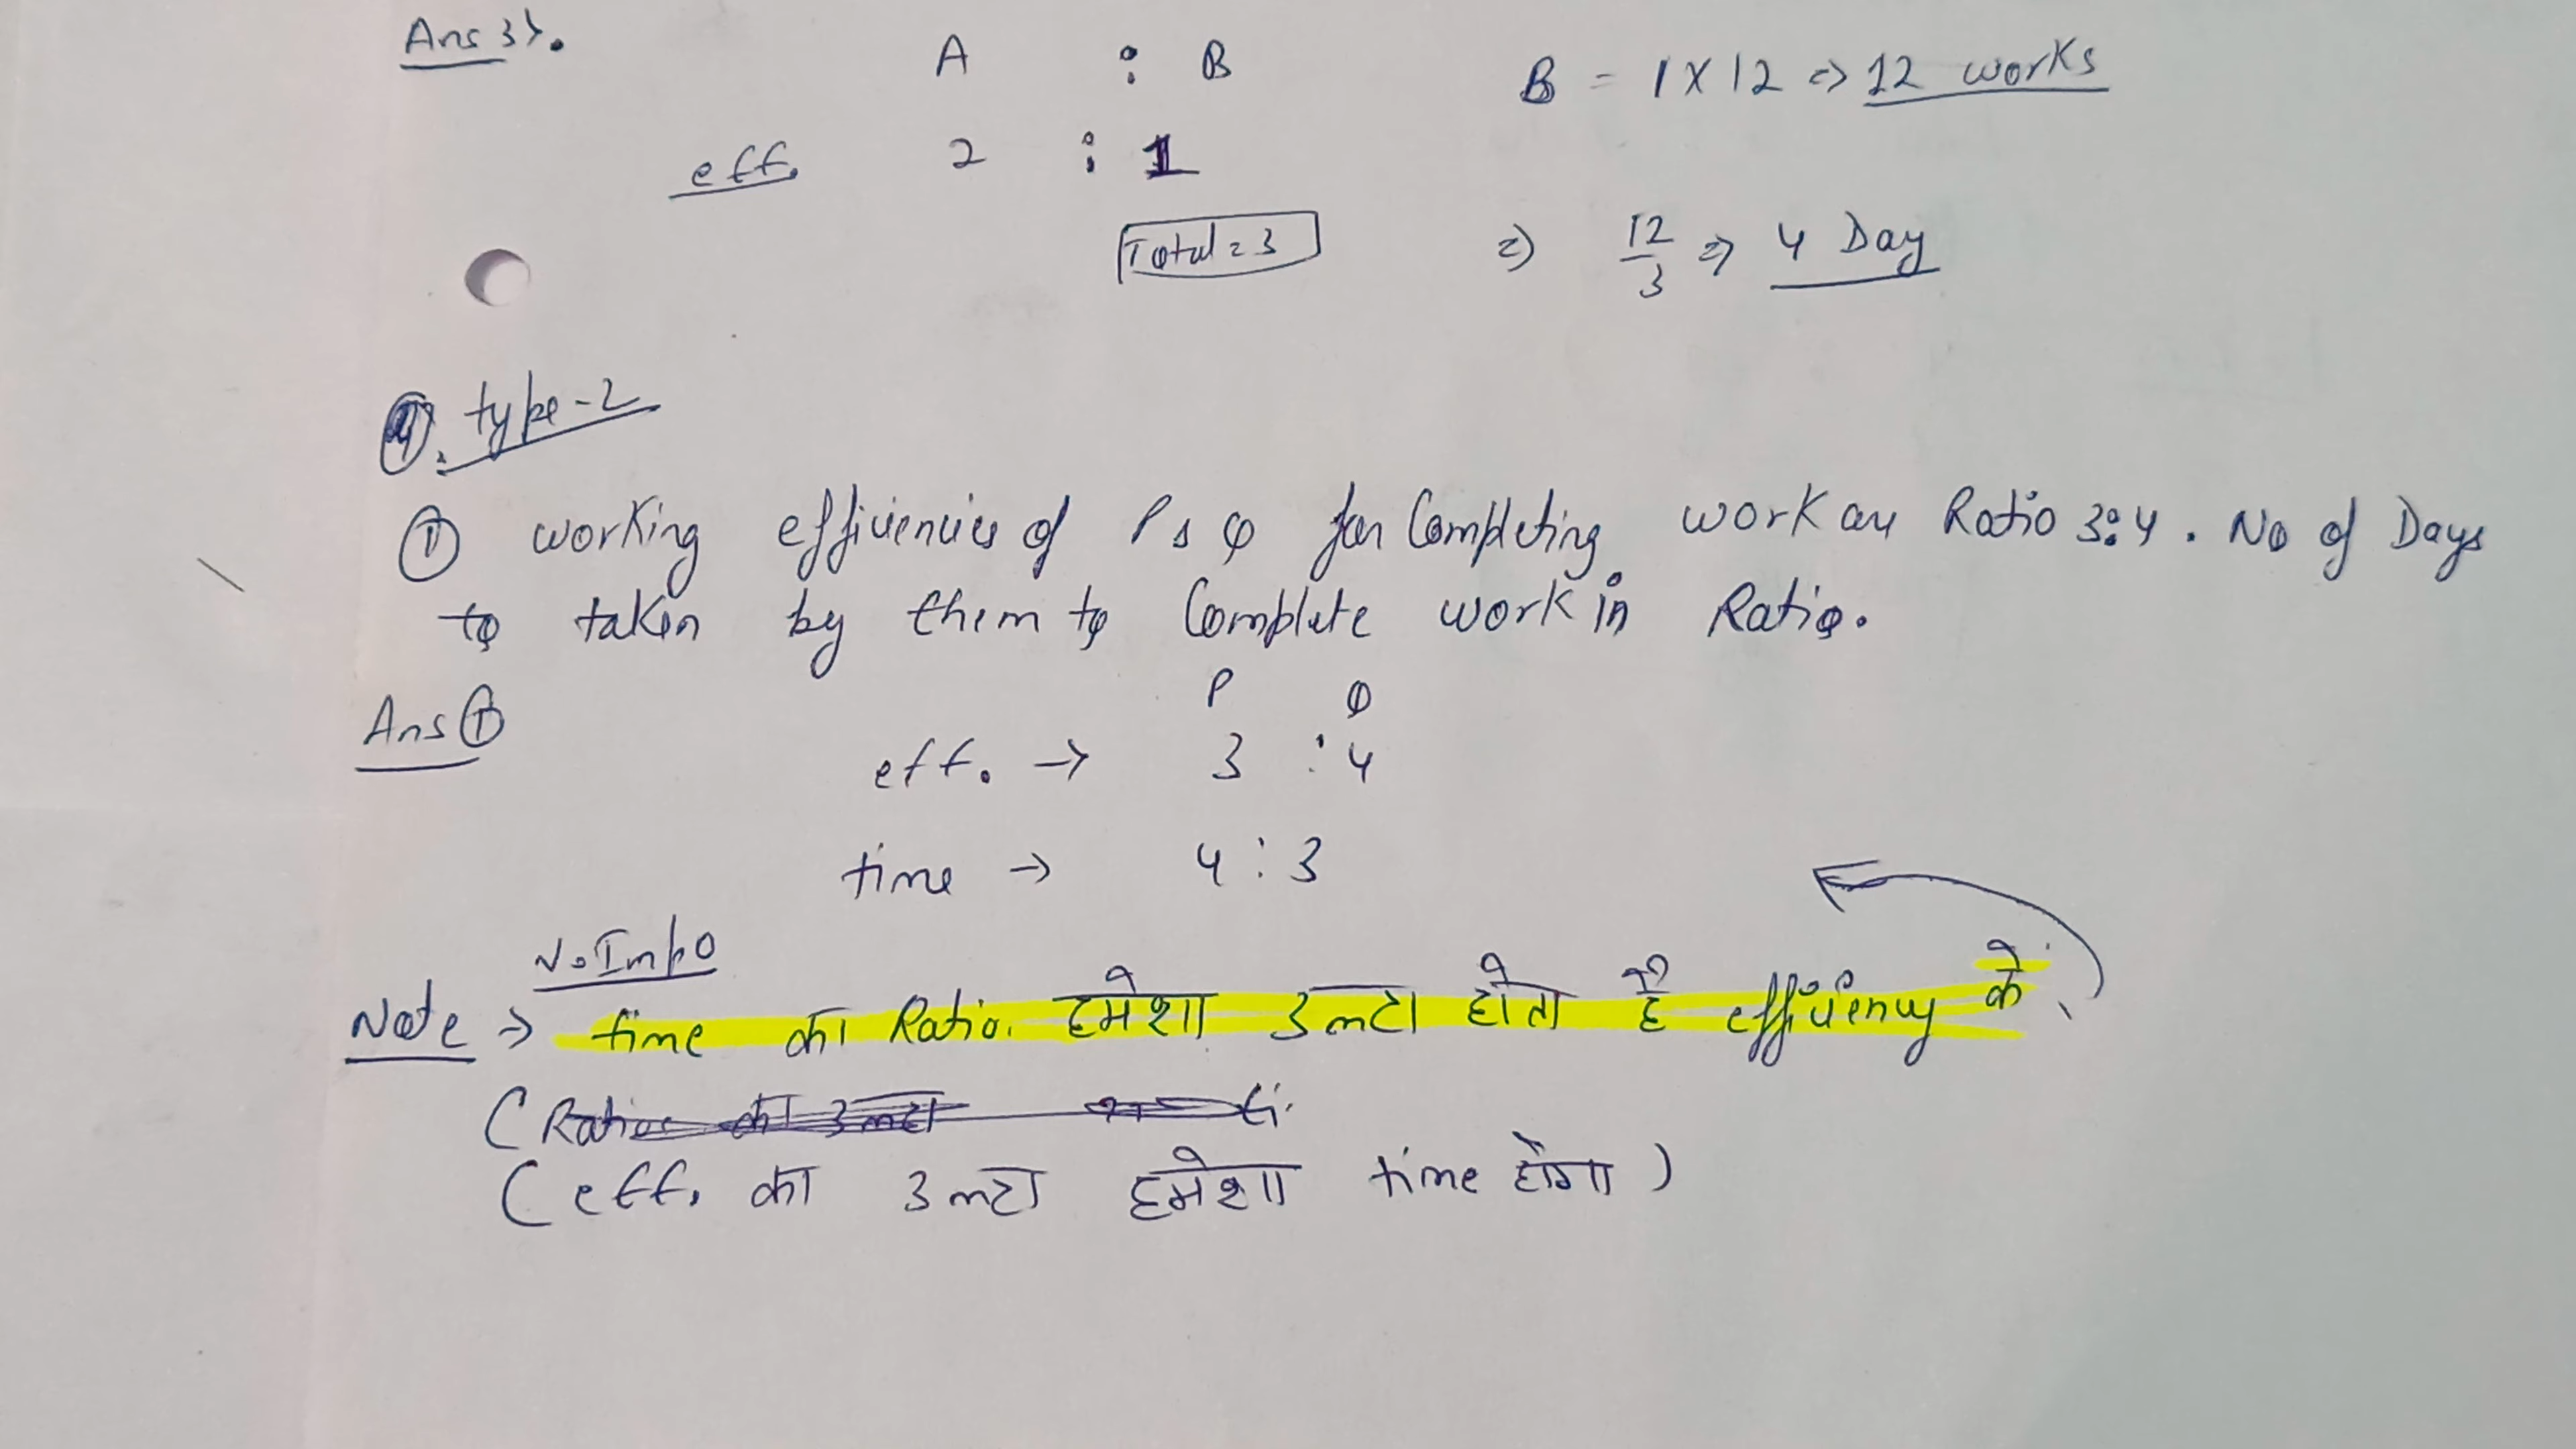 Ans 3).
A : B
B = 1 X 12 => 12 works
eff. 2 : 1
Total = 3
=) 12/3 => 4 Day
type-2
① working efficiencies of P & Q for Completing work are Ratio 3:4. No of Days
to taken by them to Complete work in Ratio.
Ans ①
P Q
eff. → 3 : 4
time → 4 : 3
V. Impo
Note → time का Ratio. हमेशा उल्टा होता है efficiency के
(Ratio का उल्टा
(eff. का उल्टा हमेशा time होगा)